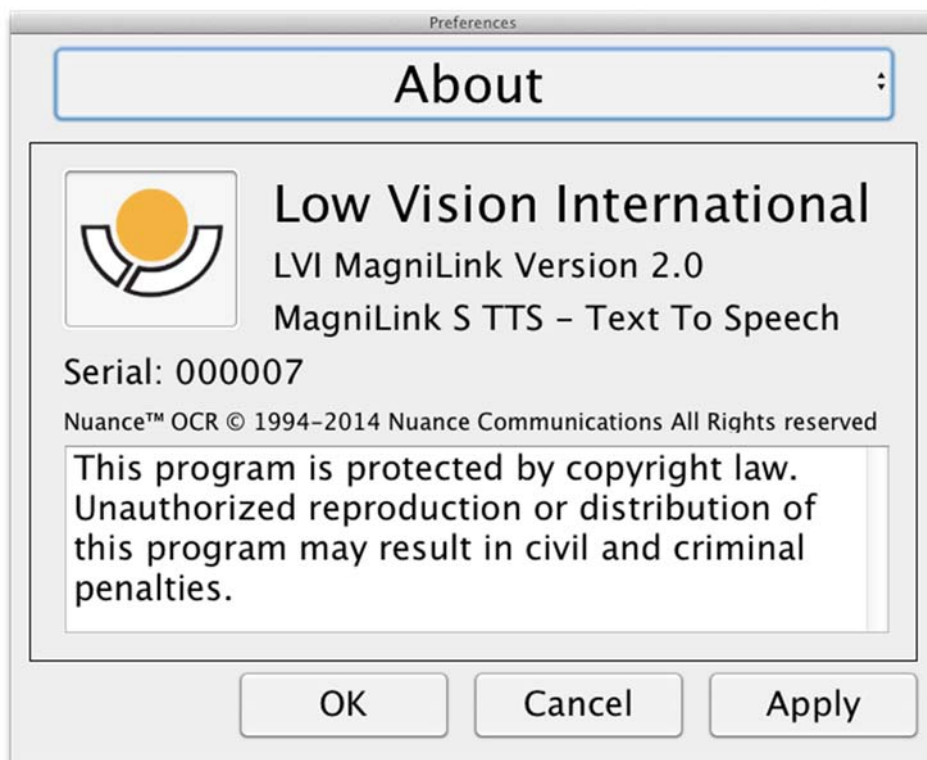 Preferences
About
Low Vision International
LVI MagniLink Version 2.0
MagniLink S TTS – Text To Speech
Serial: 000007
Nuance™ OCR © 1994–2014 Nuance Communications All Rights reserved
This program is protected by copyright law.
Unauthorized reproduction or distribution of
this program may result in civil and criminal
penalties.
OK Cancel Apply